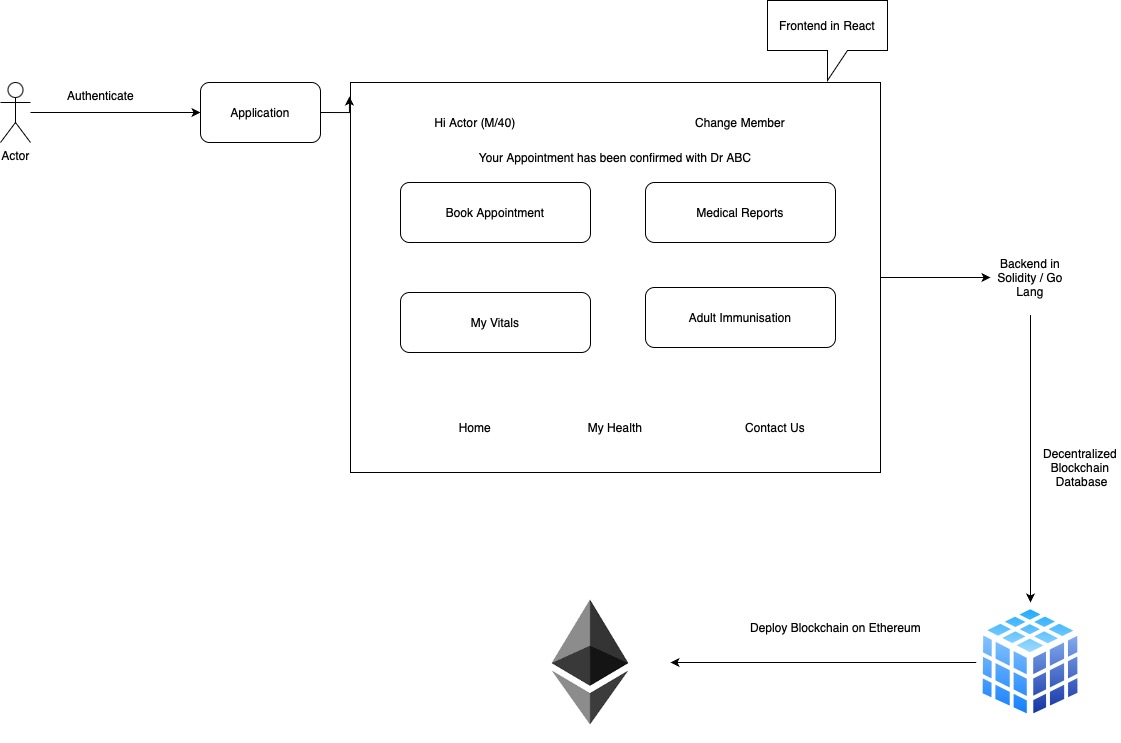 Frontend in React
Authenticate
Actor
Application
Hi Actor (M/40)
Change Member
Your Appointment has been confirmed with Dr ABC
Book Appointment
Medical Reports
My Vitals
Adult Immunisation
Home
My Health
Contact Us
Backend in
Solidity / Go
Lang
Decentralized
Blockchain
Database
Deploy Blockchain on Ethereum